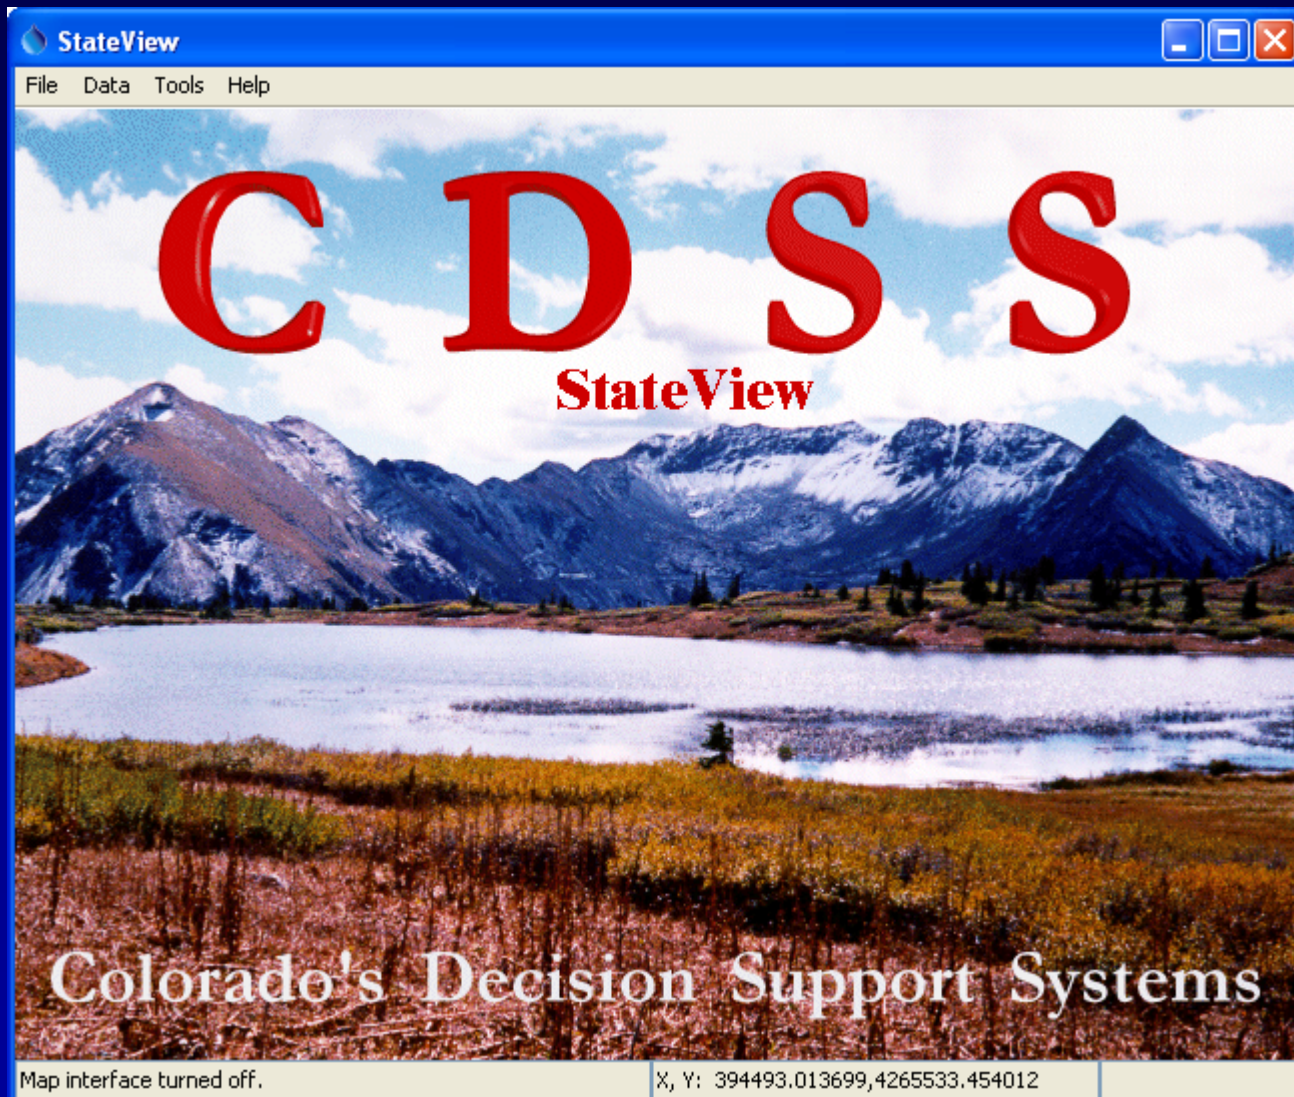 StateView
File Data Tools Help
C D S S
StateView
Colorado's Decision Support Systems
Map interface turned off. X, Y: 394493.013699,4265533.454012